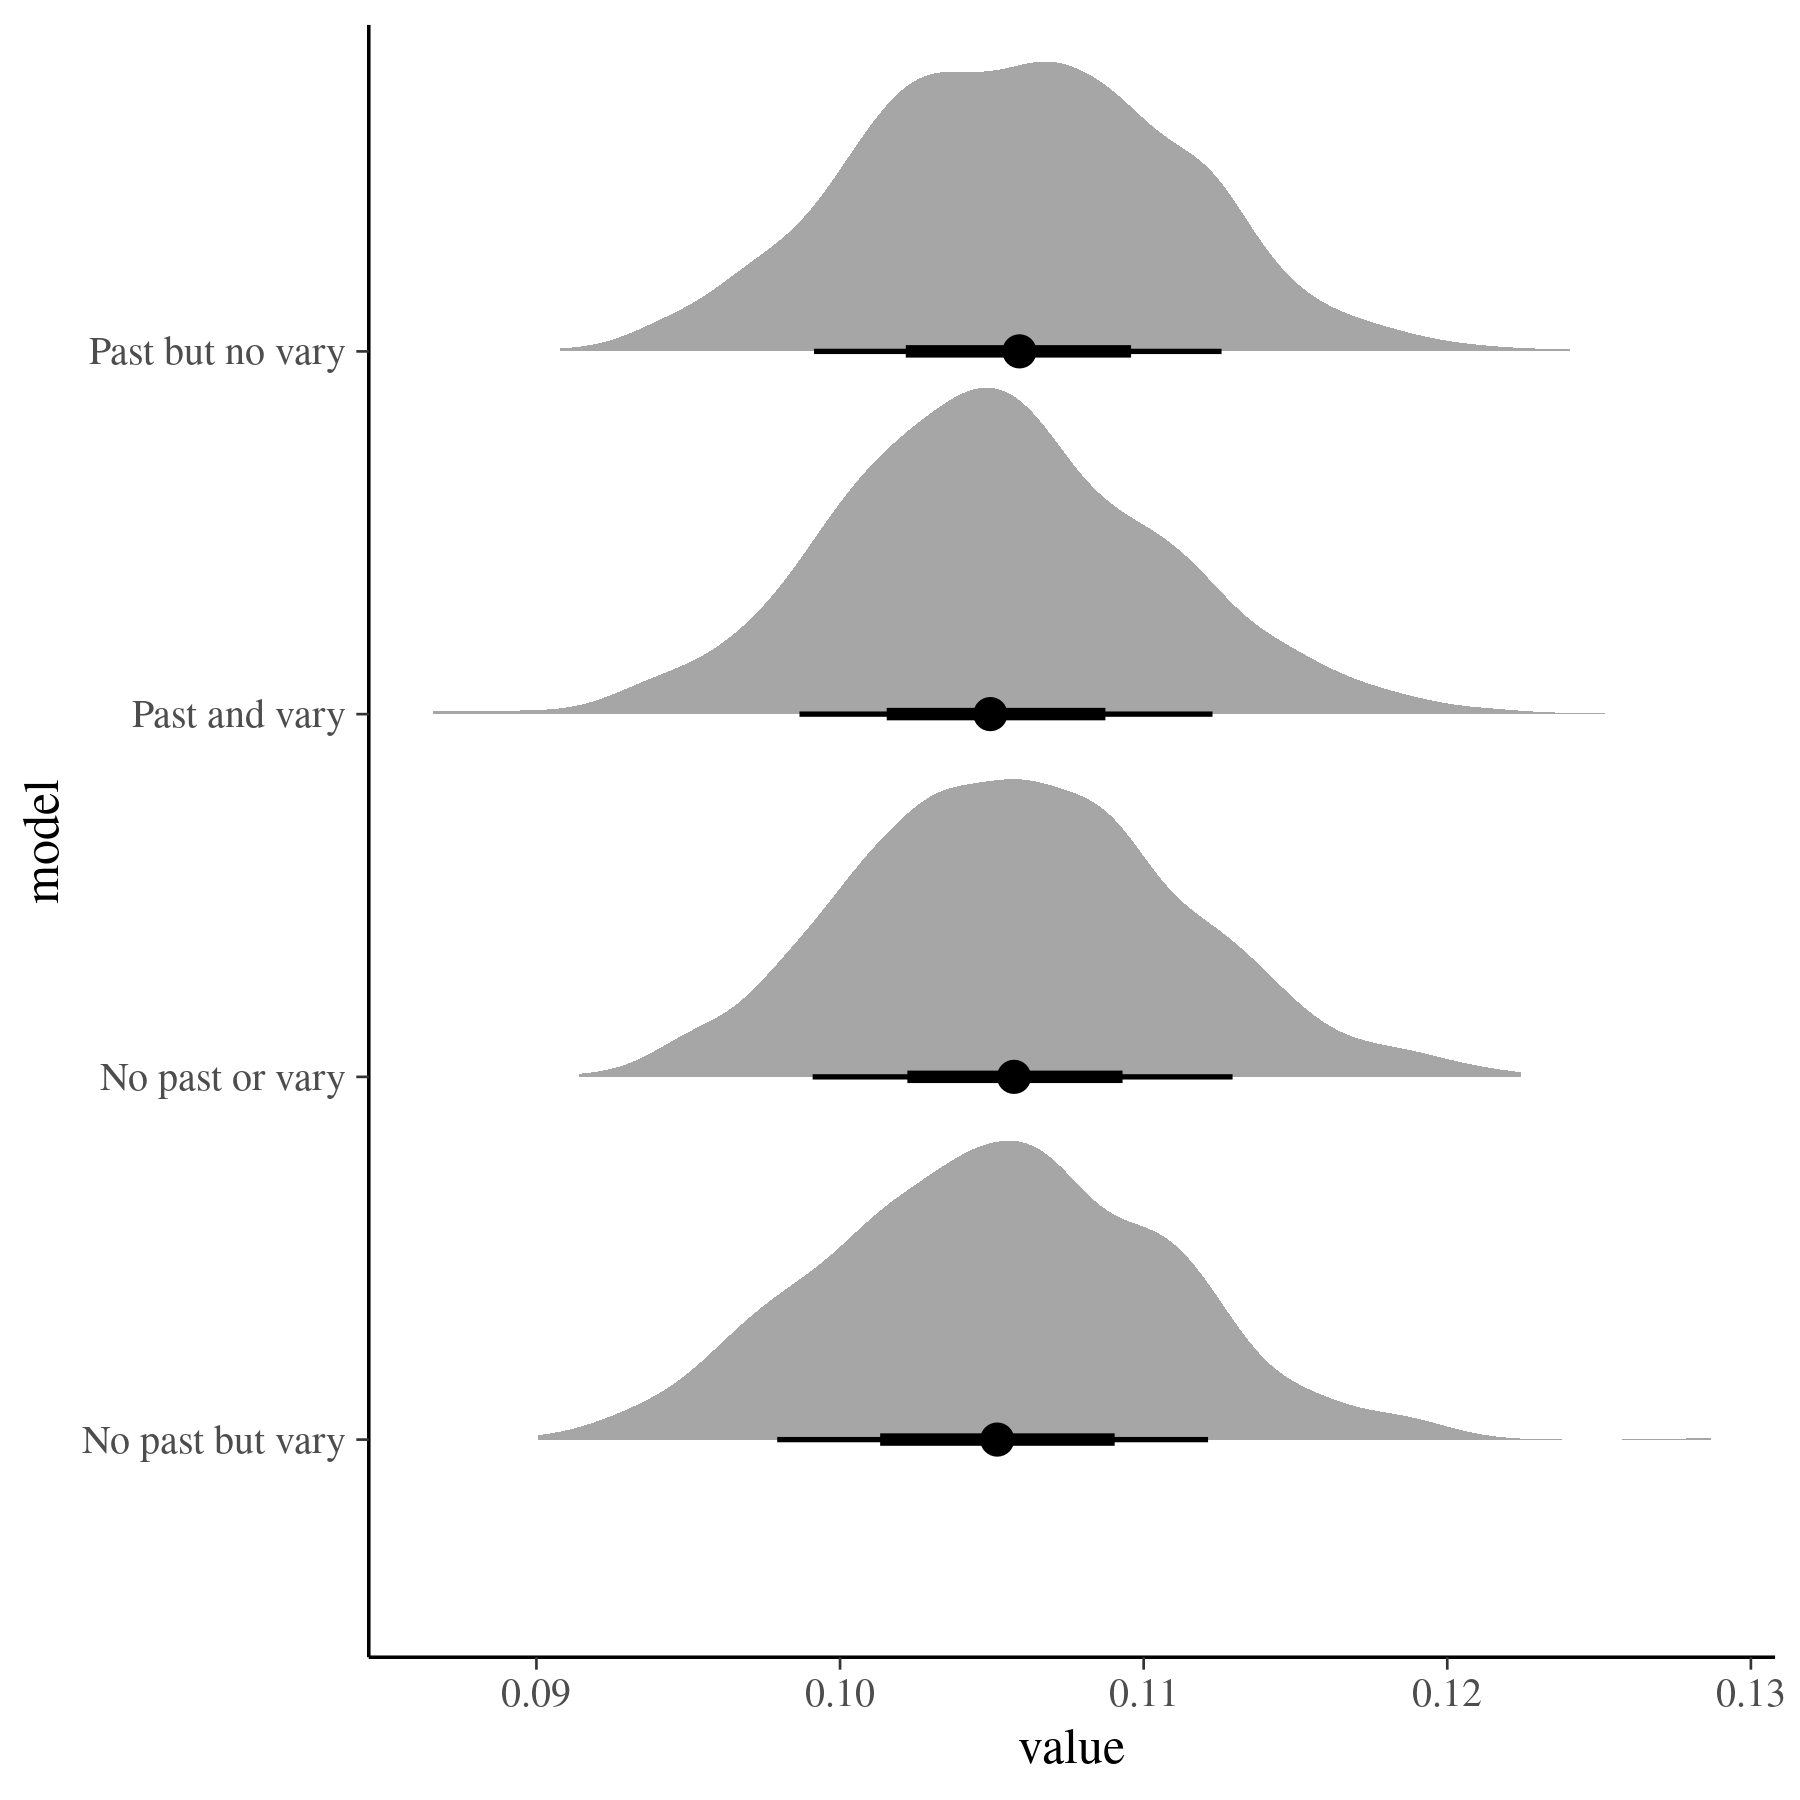 Past but no vary
Past and vary
No past or vary
No past but vary
model
0.09 0.10 0.11 0.12 0.13
value